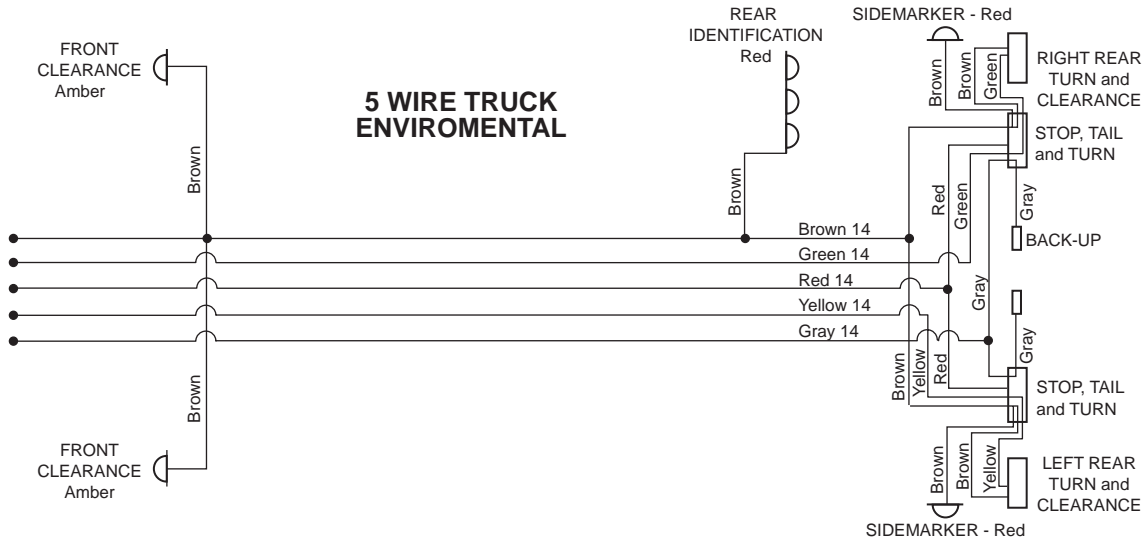 REAR
IDENTIFICATION
Red
SIDEMARKER - Red
FRONT
CLEARANCE
Amber
5 WIRE TRUCK
ENVIROMENTAL
RIGHT REAR
TURN and
CLEARANCE
Brown
Brown
Green
STOP, TAIL
and TURN
Brown
Brown
Red
Green
Gray
Brown 14
BACK-UP
Green 14
Red 14
Gray
Yellow 14
Gray 14
Gray
Brown
Brown
Yellow
Red
STOP, TAIL
and TURN
FRONT
CLEARANCE
Amber
Brown
Brown
Yellow
LEFT REAR
TURN and
CLEARANCE
SIDEMARKER - Red